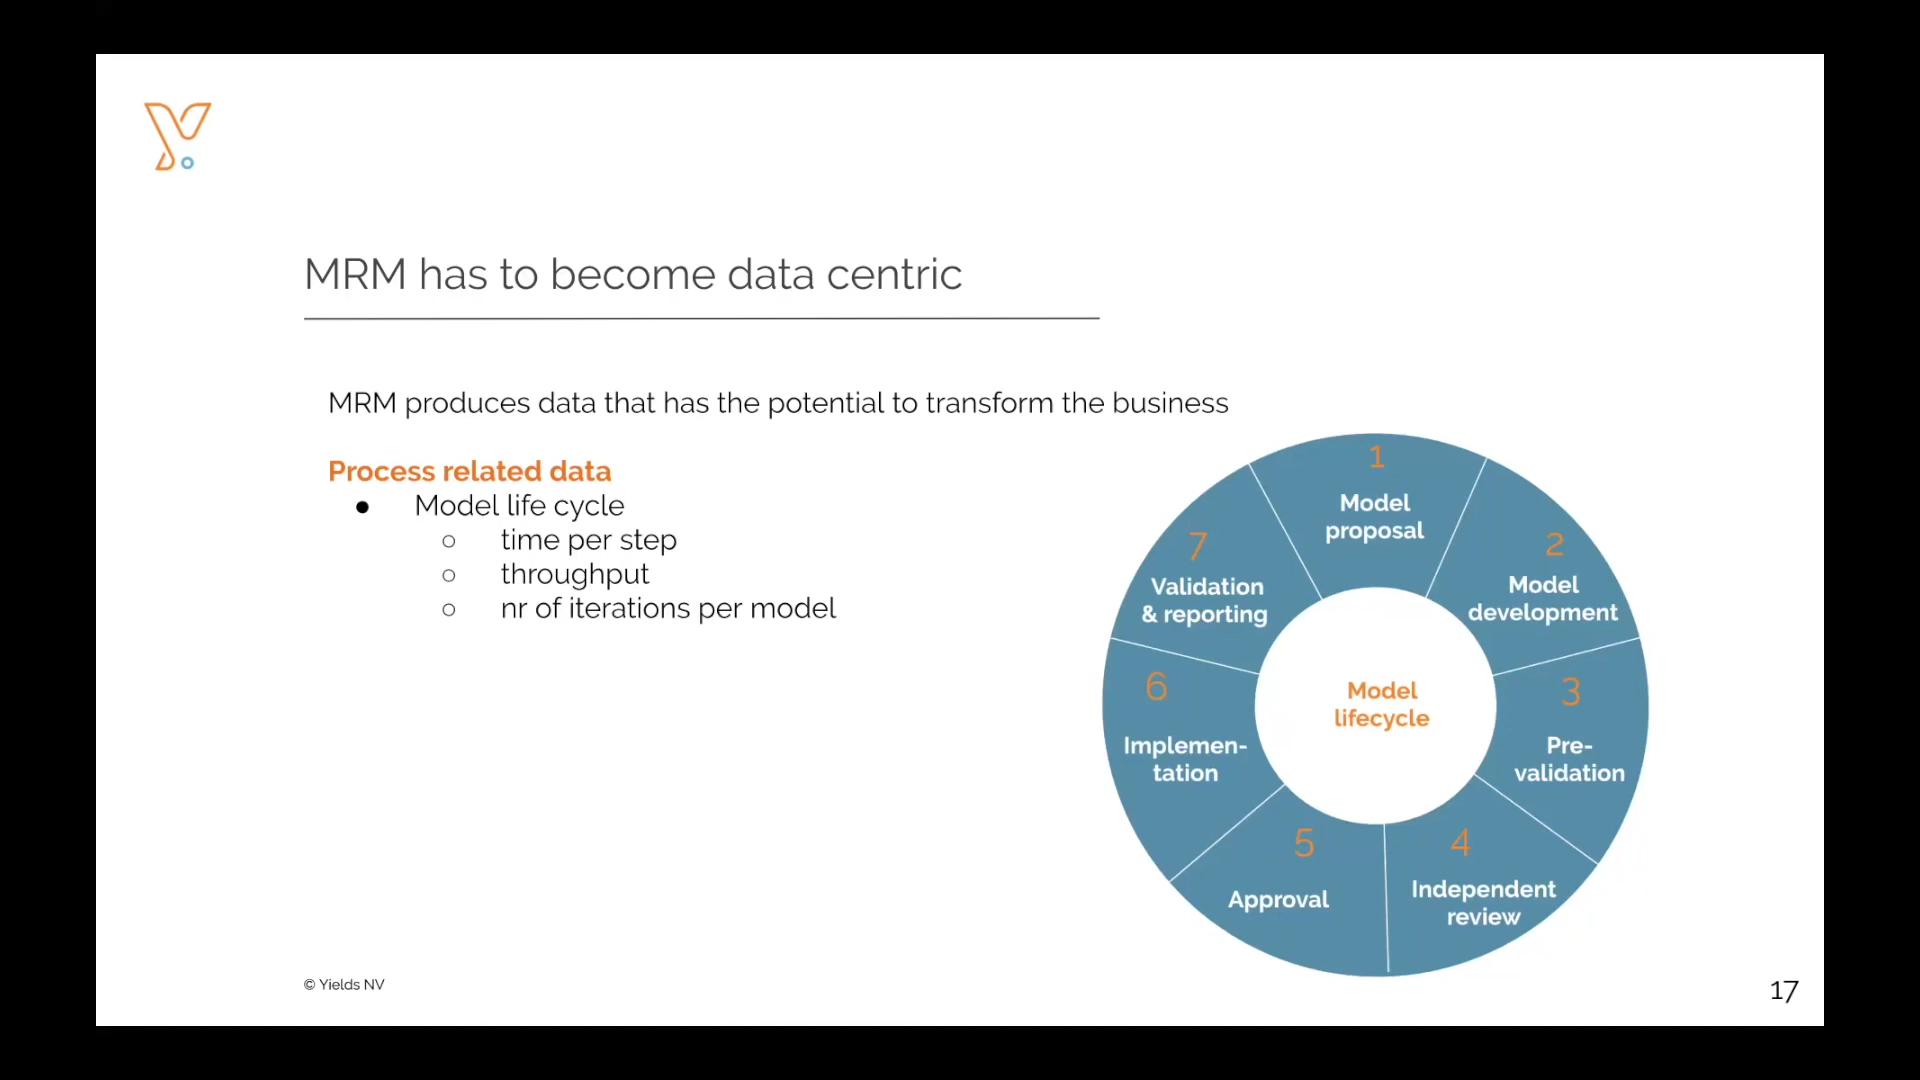 MRM has to become data centric
MRM produces data that has the potential to transform the business
Process related data
● Model life cycle
○ time per step
○ throughput
○ nr of iterations per model
1
Model
proposal
2
Model
development
3
Pre-
validation
4
Independent
review
5
Approval
6
Implemen-
tation
7
Validation
& reporting
Model
lifecycle
© Yields NV
17